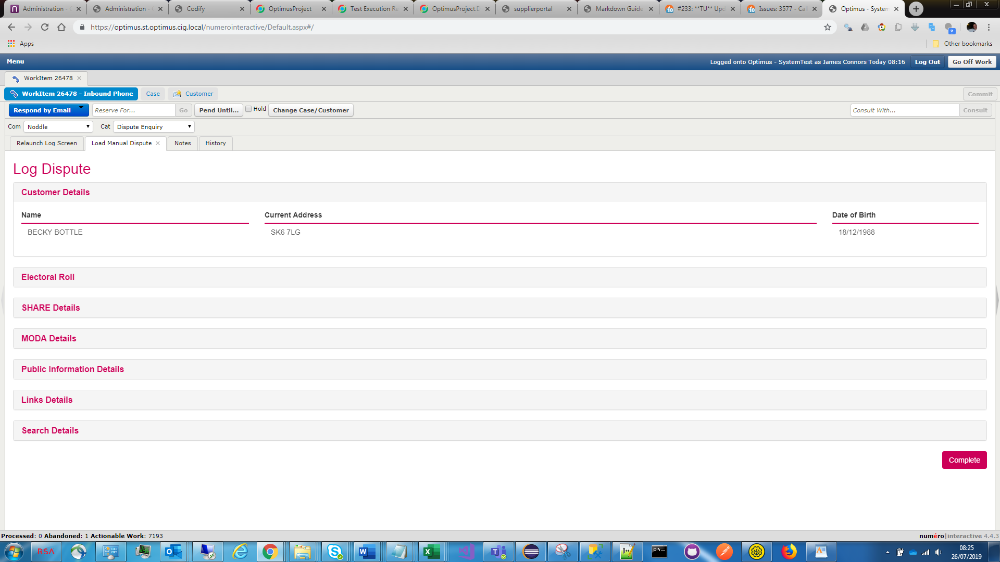 Administration - C
Administration - C
Codify
OptimusProject
Test Execution Re
OptimusProject.D
supplierportal
Markdown Guide
#233: **TU** Upd
Issues: 3577 - Cal
Optimus - System
https://optimus.st.optimus.cig.local/numerointeractive/Default.aspx#/
Apps
Other bookmarks
Menu
Logged onto Optimus - SystemTest as James Connors Today 08:16
Log Out
Go Off Work
WorkItem 26478
WorkItem 26478 - Inbound Phone
Case
Customer
Commit
Respond by Email
Reserve For...
Go
Pend Until...
Hold
Change Case/Customer
Consult With...
Consult
Com
Noddle
Cat
Dispute Enquiry
Relaunch Log Screen
Load Manual Dispute
Notes
History
Log Dispute
Customer Details
Name
Current Address
Date of Birth
BECKY BOTTLE
SK6 7LG
18/12/1988
Electoral Roll
SHARE Details
MODA Details
Public Information Details
Links Details
Search Details
Complete
Processed: 0 Abandoned: 1 Actionable Work: 7193
numéro|interactive 4.4.3
RSA
08:25
26/07/2019